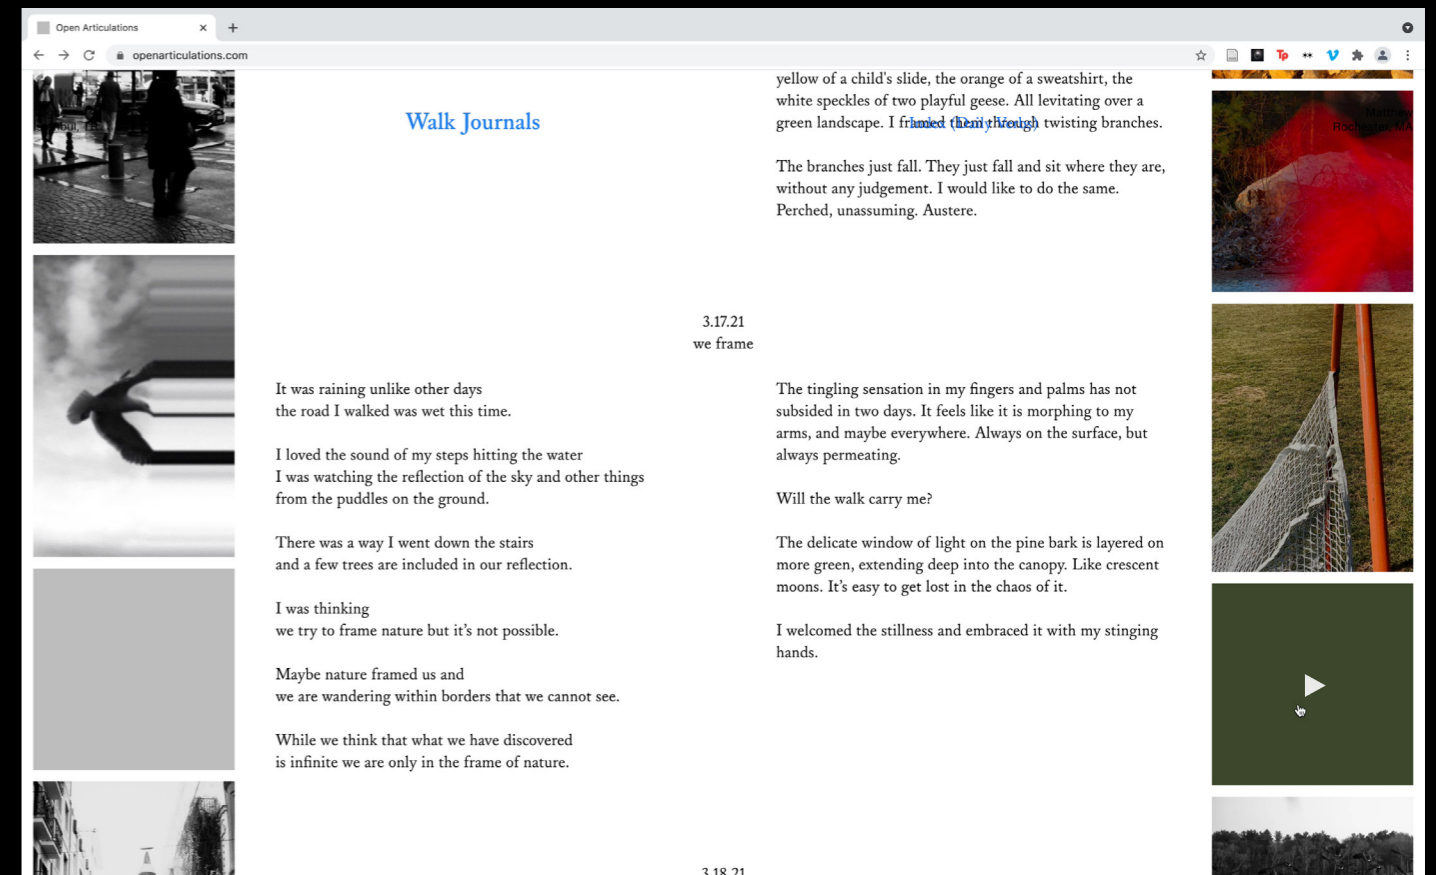 Open Articulations
openarticulations.com
Walk Journals
yellow of a child's slide, the orange of a sweatshirt, the
white speckles of two playful geese. All levitating over a
green landscape. I framed them through twisting branches.
Index (Daily Verbs)
The branches just fall. They just fall and sit where they are,
without any judgement. I would like to do the same.
Perched, unassuming. Austere.
Matthew
Rochester, MA
3.17.21
we frame
It was raining unlike other days
the road I walked was wet this time.
I loved the sound of my steps hitting the water
I was watching the reflection of the sky and other things
from the puddles on the ground.
There was a way I went down the stairs
and a few trees are included in our reflection.
I was thinking
we try to frame nature but it’s not possible.
Maybe nature framed us and
we are wandering within borders that we cannot see.
While we think that what we have discovered
is infinite we are only in the frame of nature.
The tingling sensation in my fingers and palms has not
subsided in two days. It feels like it is morphing to my
arms, and maybe everywhere. Always on the surface, but
always permeating.
Will the walk carry me?
The delicate window of light on the pine bark is layered on
more green, extending deep into the canopy. Like crescent
moons. It’s easy to get lost in the chaos of it.
I welcomed the stillness and embraced it with my stinging
hands.
3.18.21